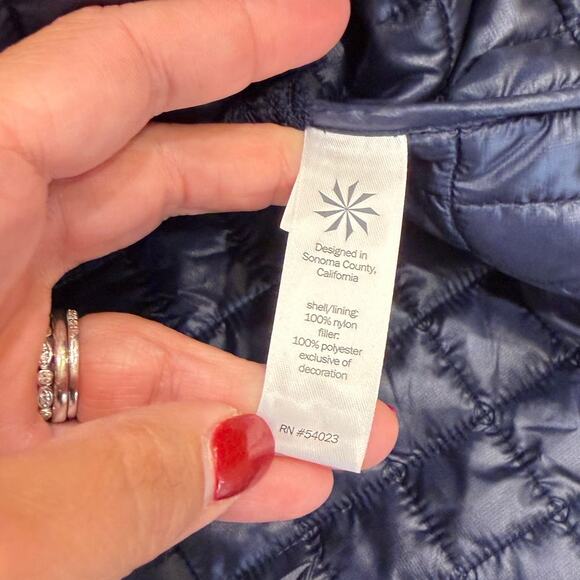 Designed in
Sonoma County,
California
shell/lining:
100% nylon
filler:
100% polyester
exclusive of
decoration
RN #54023